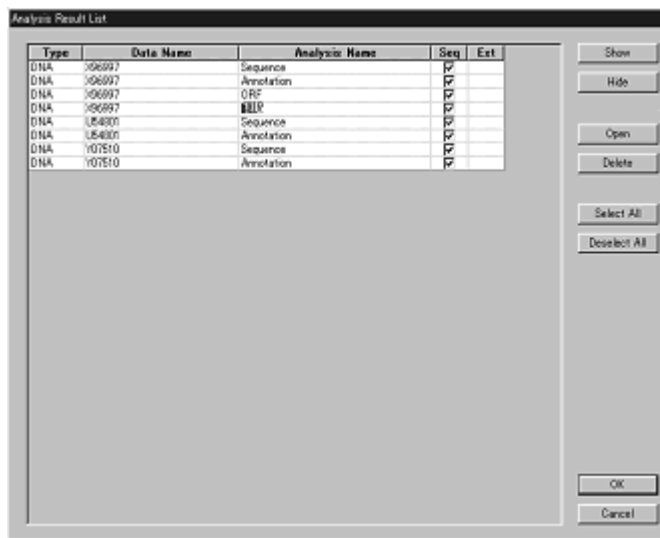 Analysis Result List
Type Data Name Analysis Name Seq Ext
DNA X96997 Sequence
DNA X96997 Annotation
DNA X96997 ORF
DNA X96997
DNA U54801 Sequence
DNA U54801 Annotation
DNA Y07510 Sequence
DNA Y07510 Annotation
Show
Hide
Open
Delete
Select All
Deselect All
OK
Cancel